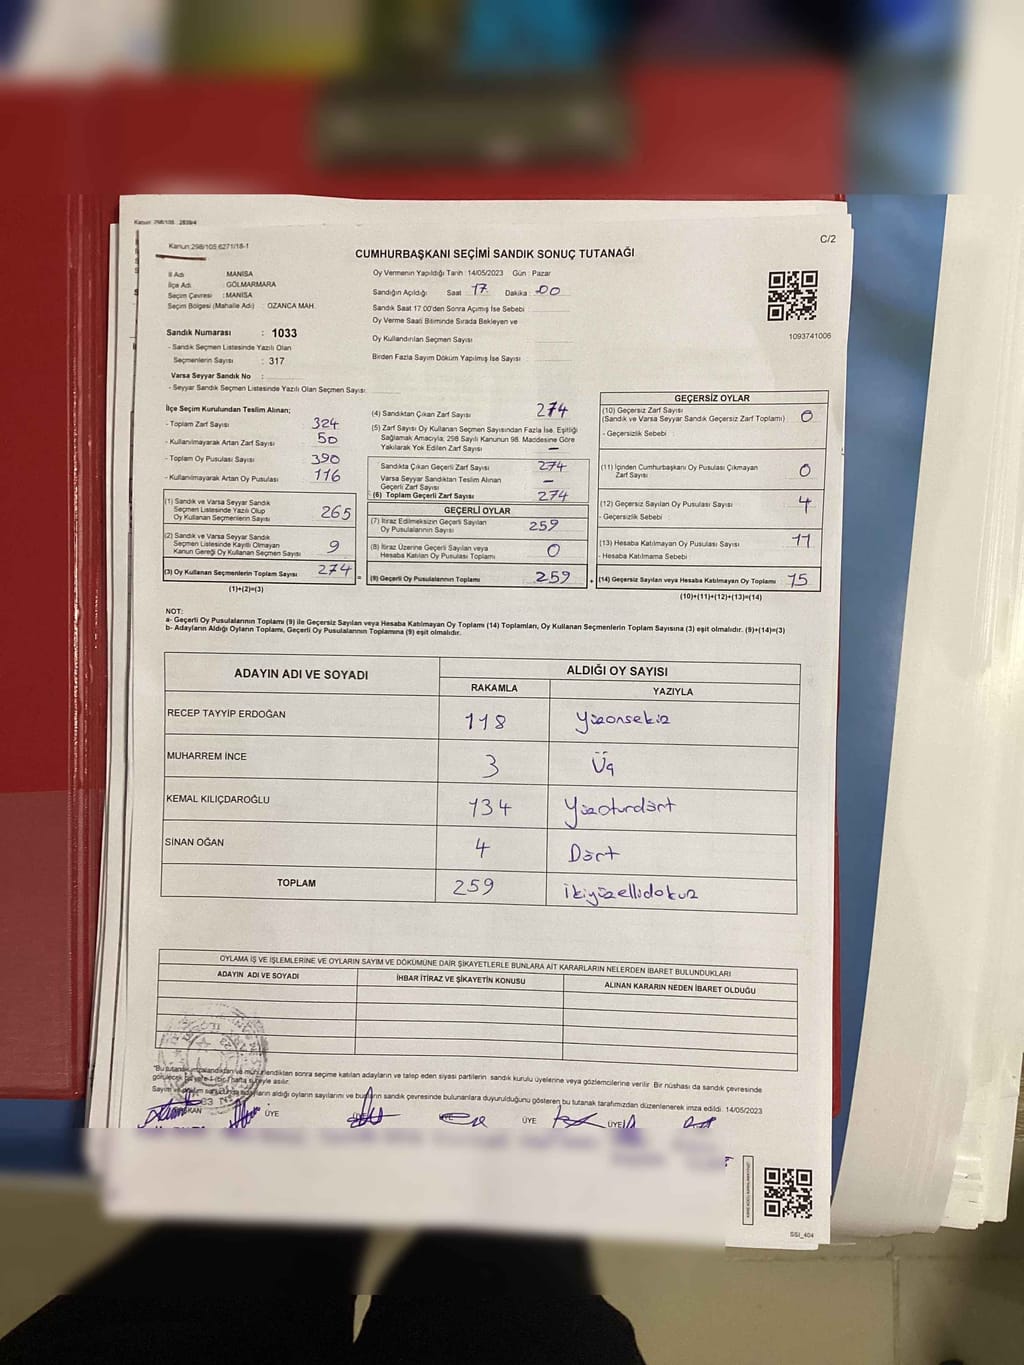 Kanun: 298/105
Kanun:298/105,6271/18-1
C/2
CUMHURBAŞKANI SEÇİMİ SANDIK SONUÇ TUTANAĞI
İl Adı : MANİSA
İlçe Adı : GÖLMARMARA
Seçim Çevresi : MANİSA
Seçim Bölgesi (Mahalle Adı) : OZANCA MAH.
Sandık Numarası : 1033
- Sandık Seçmen Listesinde Yazılı Olan
Seçmenlerin Sayısı : 317
Varsa Seyyar Sandık No :
- Seyyar Sandık Seçmen Listesinde Yazılı Olan Seçmen Sayısı:
Oy Vermenin Yapıldığı Tarih : 14/05/2023 Gün : Pazar
Sandığın Açıldığı Saat : 17 Dakika : 00
Sandık Saat 17.00'den Sonra Açımış İse Sebebi :
Oy Verme Saati Bitiminde Sırada Bekleyen ve
Oy Kullandırılan Seçmen Sayısı :
Birden Fazla Sayım Döküm Yapılmış İse Sayısı :
1093741006
İlçe Seçim Kurulundan Teslim Alınan;
- Toplam Zarf Sayısı : 324
- Kullanılmayarak Artan Zarf Sayısı : 50
- Toplam Oy Pusulası Sayısı : 390
- Kullanılmayarak Artan Oy Pusulası : 116
(1) Sandık ve Varsa Seyyar Sandık
Seçmen Listesinde Yazılı Olup
Oy Kullanan Seçmenlerin Sayısı : 265
(2) Sandık ve Varsa Seyyar Sandık
Seçmen Listesinde Kayıtlı Olmayan
Kanun Gereği Oy Kullanan Seçmen Sayısı : 9
(3) Oy Kullanan Seçmenlerin Toplam Sayısı : 274 =
(1)+(2)=(3)
(4) Sandıktan Çıkan Zarf Sayısı : 274
(5) Zarf Sayısı Oy Kullanan Seçmen Sayısından Fazla İse, Eşitliği
Sağlamak Amacıyla; 298 Sayılı Kanunun 98. Maddesine Göre
Yakılarak Yok Edilen Zarf Sayısı : —
Sandıkta Çıkan Geçerli Zarf Sayısı : 274
Varsa Seyyar Sandıktan Teslim Alınan
Geçerli Zarf Sayısı : —
(6) Toplam Geçerli Zarf Sayısı : 274
GEÇERLİ OYLAR
(7) İtiraz Edilmeksizin Geçerli Sayılan
Oy Pusulalarının Sayısı : 259
(8) İtiraz Üzerine Geçerli Sayılan veya
Hesaba Katılan Oy Pusulası Toplamı : 0
(9) Geçerli Oy Pusulalarının Toplamı : 259 +
GEÇERSİZ OYLAR
(10) Geçersiz Zarf Sayısı
(Sandık ve Varsa Seyyar Sandık Geçersiz Zarf Toplamı) : 0
- Geçersizlik Sebebi :
(11) İçinden Cumhurbaşkanı Oy Pusulası Çıkmayan
Zarf Sayısı : 0
(12) Geçersiz Sayılan Oy Pusulası Sayısı : 4
- Geçersizlik Sebebi :
(13) Hesaba Katılmayan Oy Pusulası Sayısı : 11
- Hesaba Katılmama Sebebi :
(14) Geçersiz Sayılan veya Hesaba Katılmayan Oy Toplamı : 15
(10)+(11)+(12)+(13)=(14)
NOT:
a- Geçerli Oy Pusulalarının Toplamı (9) ile Geçersiz Sayılan veya Hesaba Katılmayan Oy Toplamı (14) Toplamları, Oy Kullanan Seçmenlerin Toplam Sayısına (3) eşit olmalıdır. (9)+(14)=(3)
b- Adayların Aldığı Oyların Toplamı, Geçerli Oy Pusulalarının Toplamına (9) eşit olmalıdır.
ADAYIN ADI VE SOYADI ALDIĞI OY SAYISI
RAKAMLA YAZIYLA
RECEP TAYYİP ERDOĞAN 118 Yüzonsekiz
MUHARREM İNCE 3 Üç
KEMAL KILIÇDAROĞLU 134 Yüzoturdört
SİNAN OĞAN 4 Dört
TOPLAM 259 İkiyüzellidokuz
OYLAMA İŞ VE İŞLEMLERİNE VE OYLARIN SAYIM VE DÖKÜMÜNE DAİR ŞİKAYETLERLE BUNLARA AİT KARARLARIN NELERDEN İBARET BULUNDUKLARI
ADAYIN ADI VE SOYADI İHBAR İTİRAZ VE ŞİKAYETİN KONUSU ALINAN KARARIN NEDEN İBARET OLDUĞU
"Bu tutanak imzalandıktan ve mühürlendikten sonra seçime katılan adayların ve talep eden siyasi partilerin sandık kurulu üyelerine veya gözlemcilerine verilir. Bir nüshası da sandık çevresinde
görülecek bir yere 1 (bir) hafta süreyle asılır.
Sayım ve döküm sonucunda adayların aldığı oyların sayılarını ve bunların sandık çevresinde bulunanlara duyurulduğunu gösteren bu tutanak tarafımızdan düzenlenerek imza edildi. 14/05/2023
BAŞKAN ÜYE ÜYE ÜYE ÜYE
SSI_404